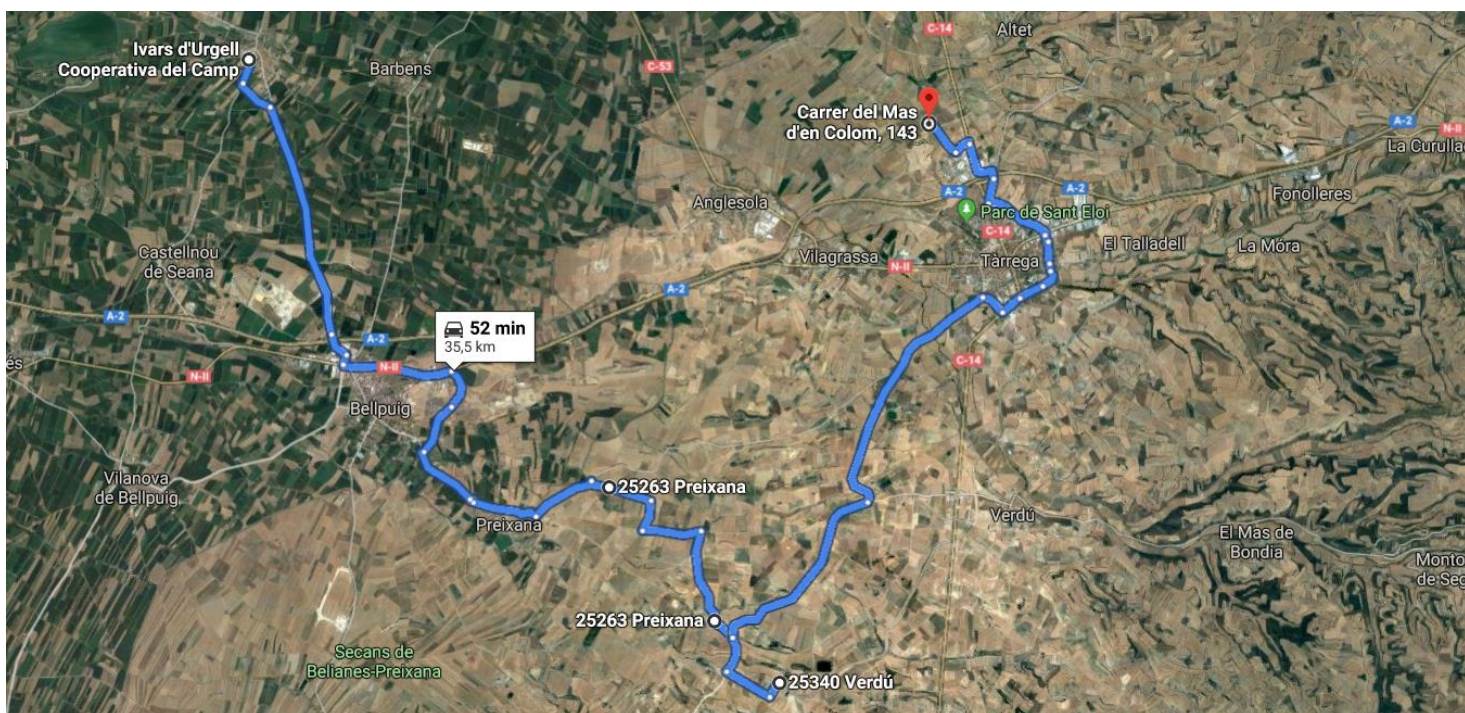 C-14
Altet
Ivars d'Urgell
Cooperativa del Camp
Barbens
C-53
Carrer del Mas
d'en Colom, 143
A-2
N-II
La Curullad
A-2
A-2
Fonolleres
Anglesola
Parc de Sant Eloi
C-14
El Talladell
La Móra
Castellnou
de Seana
Vilagrassa
N-II
Tàrrega
A-2
A-2
A-2
52 min
35,5 km
C-14
N-II
N-II
Bellpuig
Vilanova
de Bellpuig
25263 Preixana
Preixana
Verdú
El Mas de
Bondia
25263 Preixana
Secans de
Belianes-Preixana
25340 Verdú